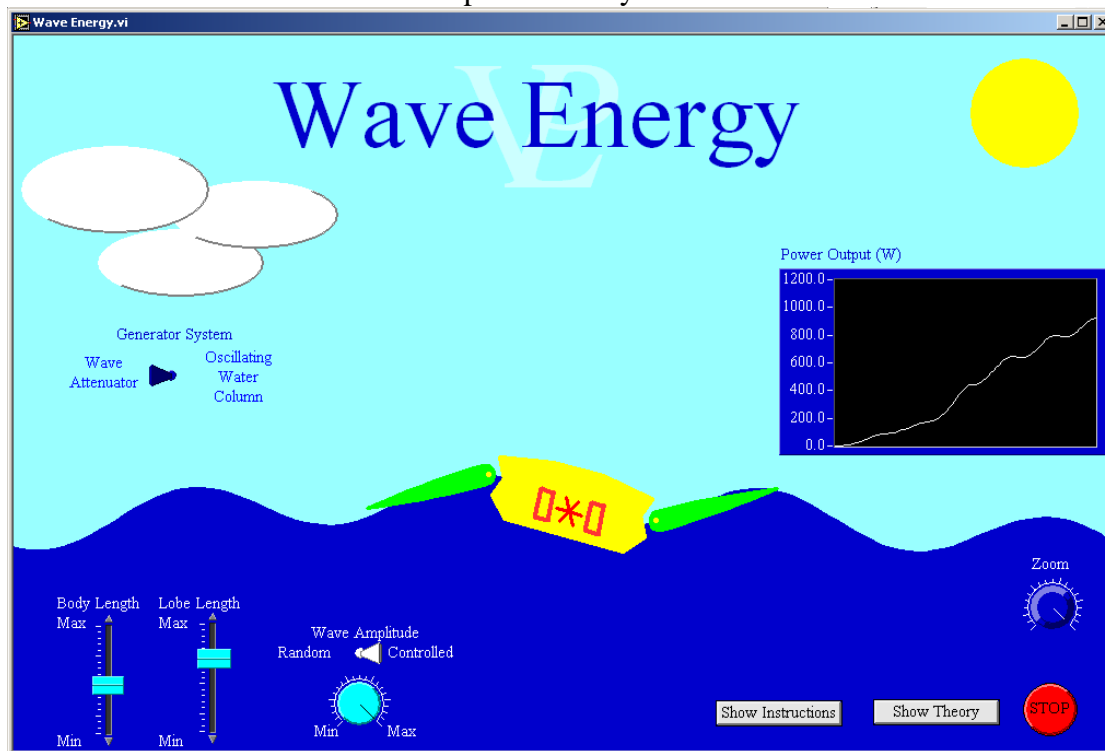 Wave Energy.vi
VPL
Wave Energy
Power Output (W)
1200.0
1000.0
800.0
600.0
400.0
200.0
0.0
Generator System
Wave
Attenuator
Oscillating
Water
Column
Zoom
Body Length
Max
Min
Lobe Length
Max
Min
Wave Amplitude
Random
Controlled
Min
Max
Show Instructions
Show Theory
STOP